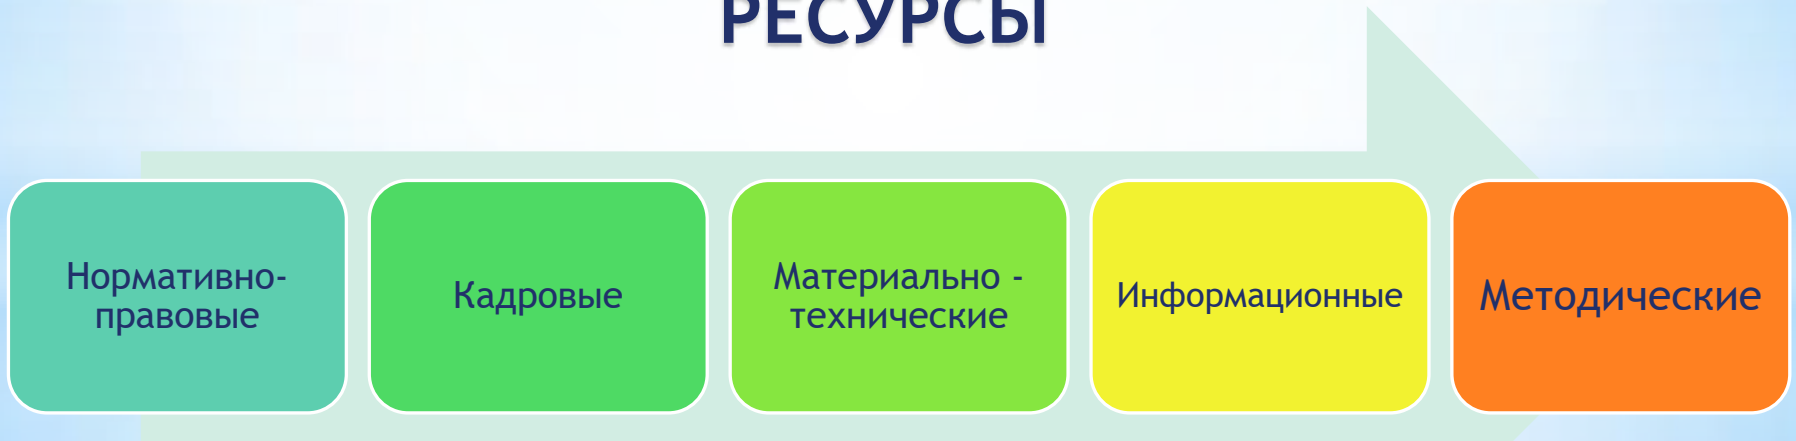 РЕСУРСЫ
Нормативно-
правовые
Кадровые
Материально -
технические
Информационные
Методические